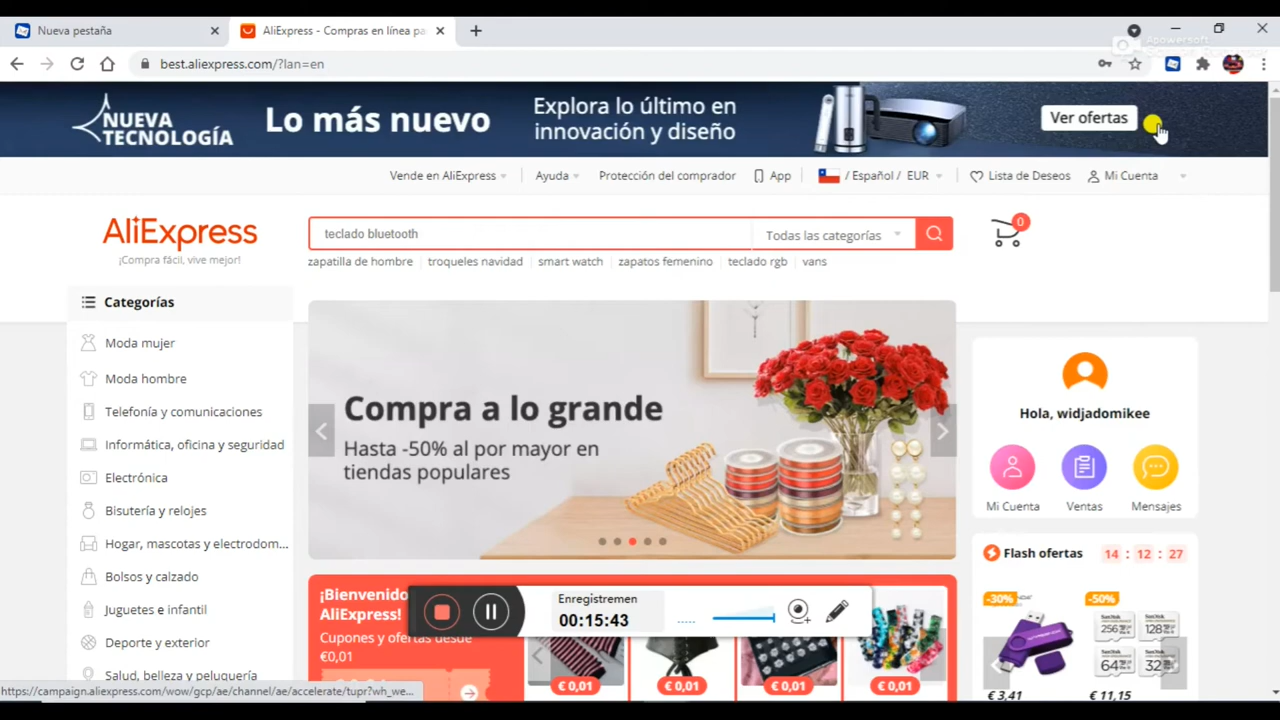 Nueva pestaña
AliExpress - Compras en línea pa
best.aliexpress.com/?lan=en
NUEVA
TECNOLOGÍA
Lo más nuevo
Explora lo último en
innovación y diseño
Ver ofertas
Vende en AliExpress
Ayuda
Protección del comprador
App
/ Español / EUR
Lista de Deseos
Mi Cuenta
AliExpress
¡Compra fácil, vive mejor!
teclado bluetooth
Todas las categorías
0
zapatilla de hombre
troqueles navidad
smart watch
zapatos femenino
teclado rgb
vans
Categorías
Moda mujer
Moda hombre
Telefonía y comunicaciones
Informática, oficina y seguridad
Electrónica
Bisutería y relojes
Hogar, mascotas y electrodom...
Bolsos y calzado
Juguetes e infantil
Deporte y exterior
Salud, belleza y peluquería
Compra a lo grande
Hasta -50% al por mayor en
tiendas populares
Hola, widjadomikee
Mi Cuenta
Ventas
Mensajes
Flash ofertas
14 : 12 : 27
-30%
-50%
SanDisk
256
128
64
32
€ 3,41
€ 11,15
¡Bienvenido
AliExpress!
Cupones y ofertas desde
€0,01
€ 0,01
€ 0,01
€ 0,01
€ 0,01
Enregistremen
00:15:43
https://campaign.aliexpress.com/wow/gcp/ae/channel/ae/accelerate/tupr?wh_we...